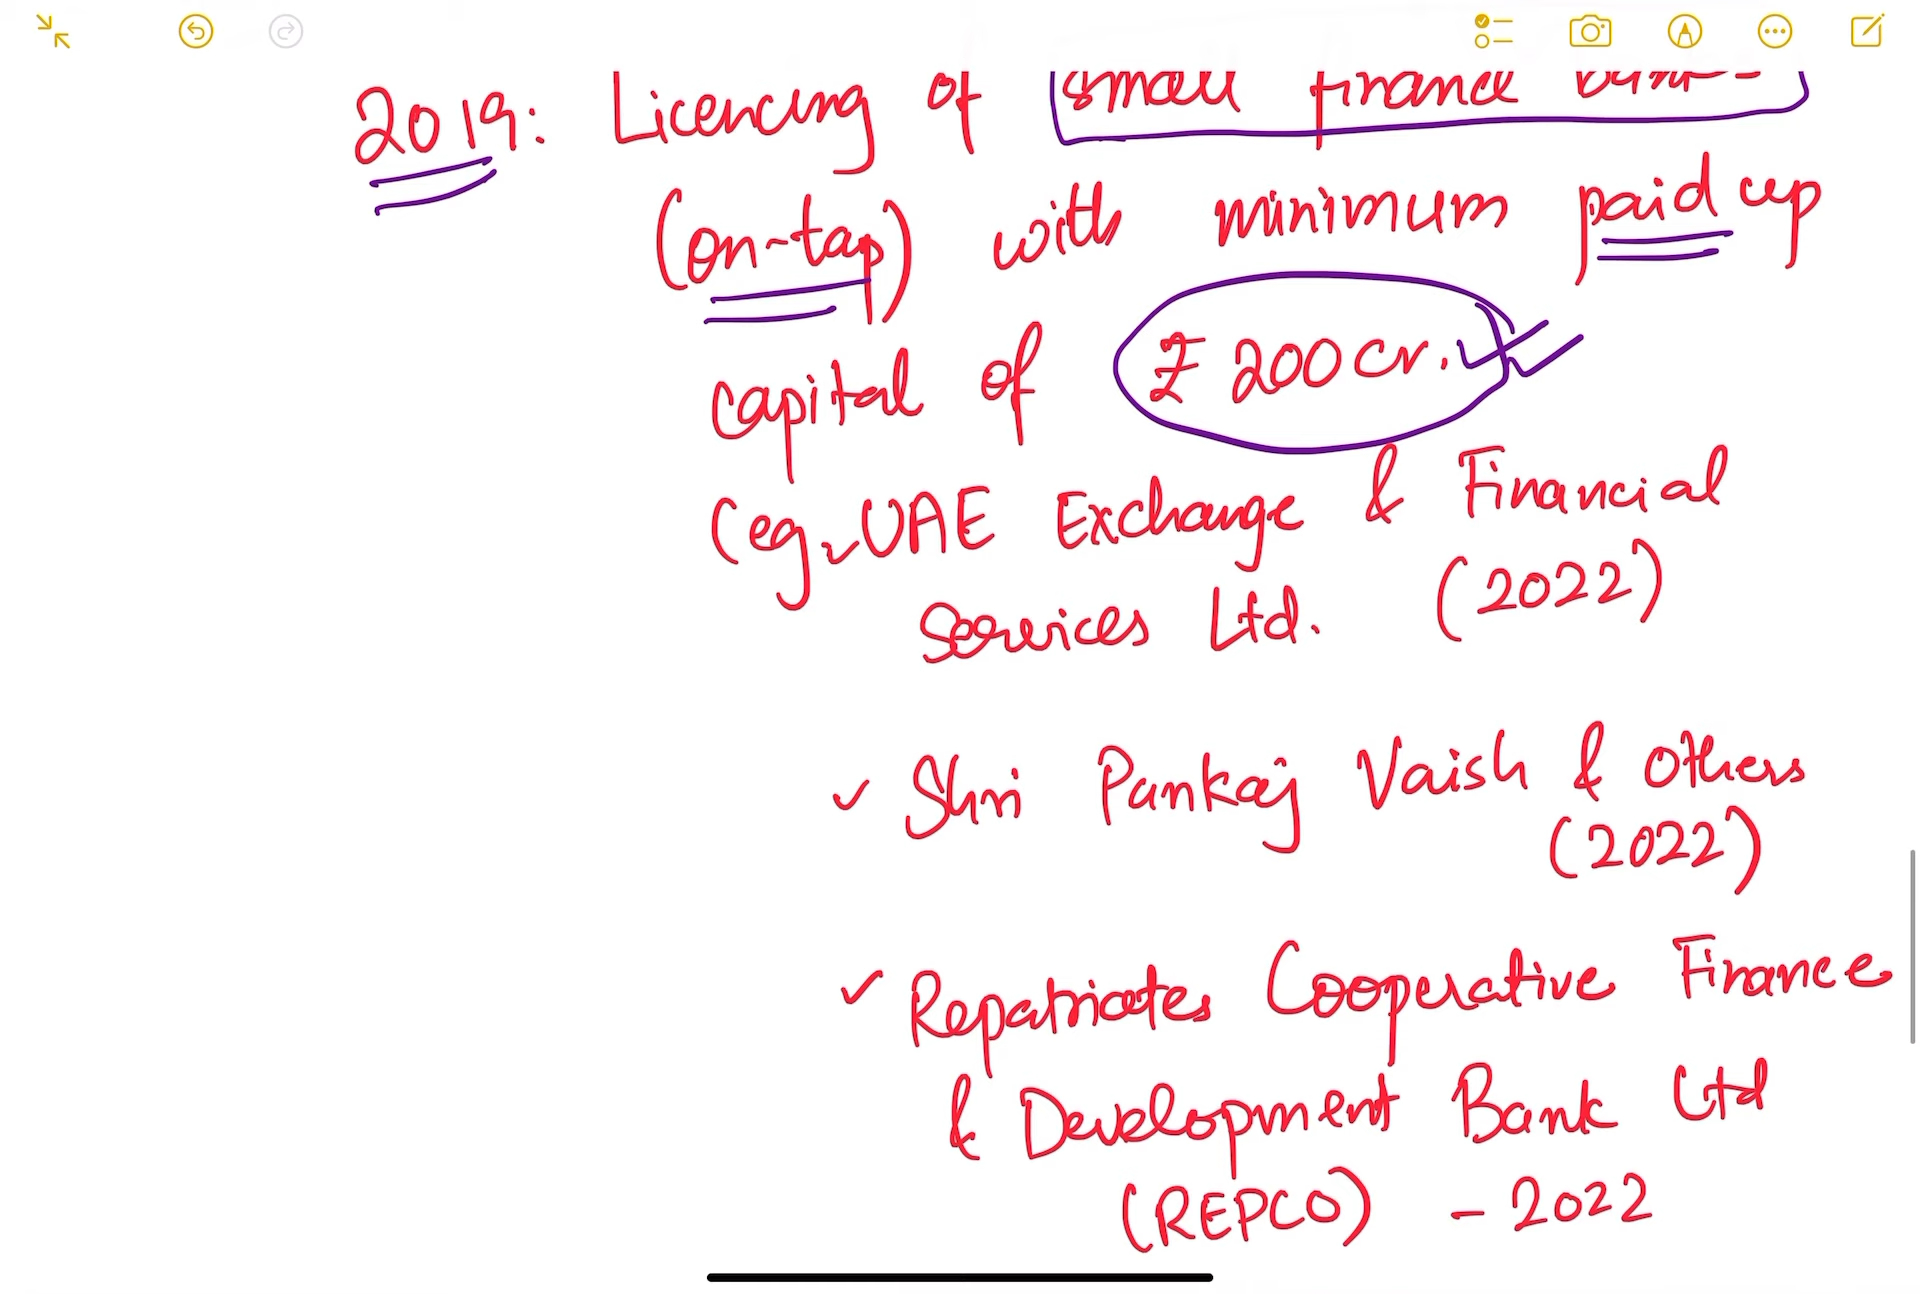 2019: Licencing of small finance bank
(on-tap) with minimum paid up
capital of ₹ 200 cr.
(eg. UAE Exchange & Financial
Services Ltd. (2022)
Shri Pankaj Vaish & Others
(2022)
Repatriates Cooperative Finance
& Development Bank Ltd
(REPCO) - 2022